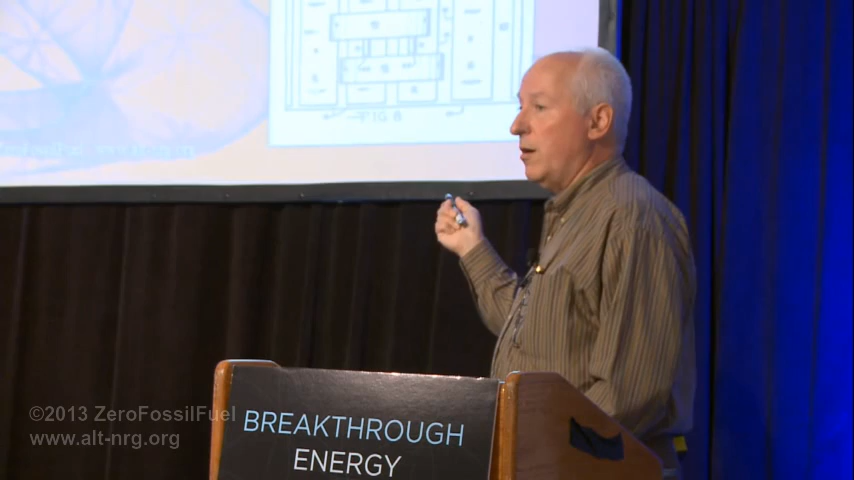 FIG 8
©2013 ZeroFossilFuel
www.alt-nrg.org
BREAKTHROUGH
ENERGY